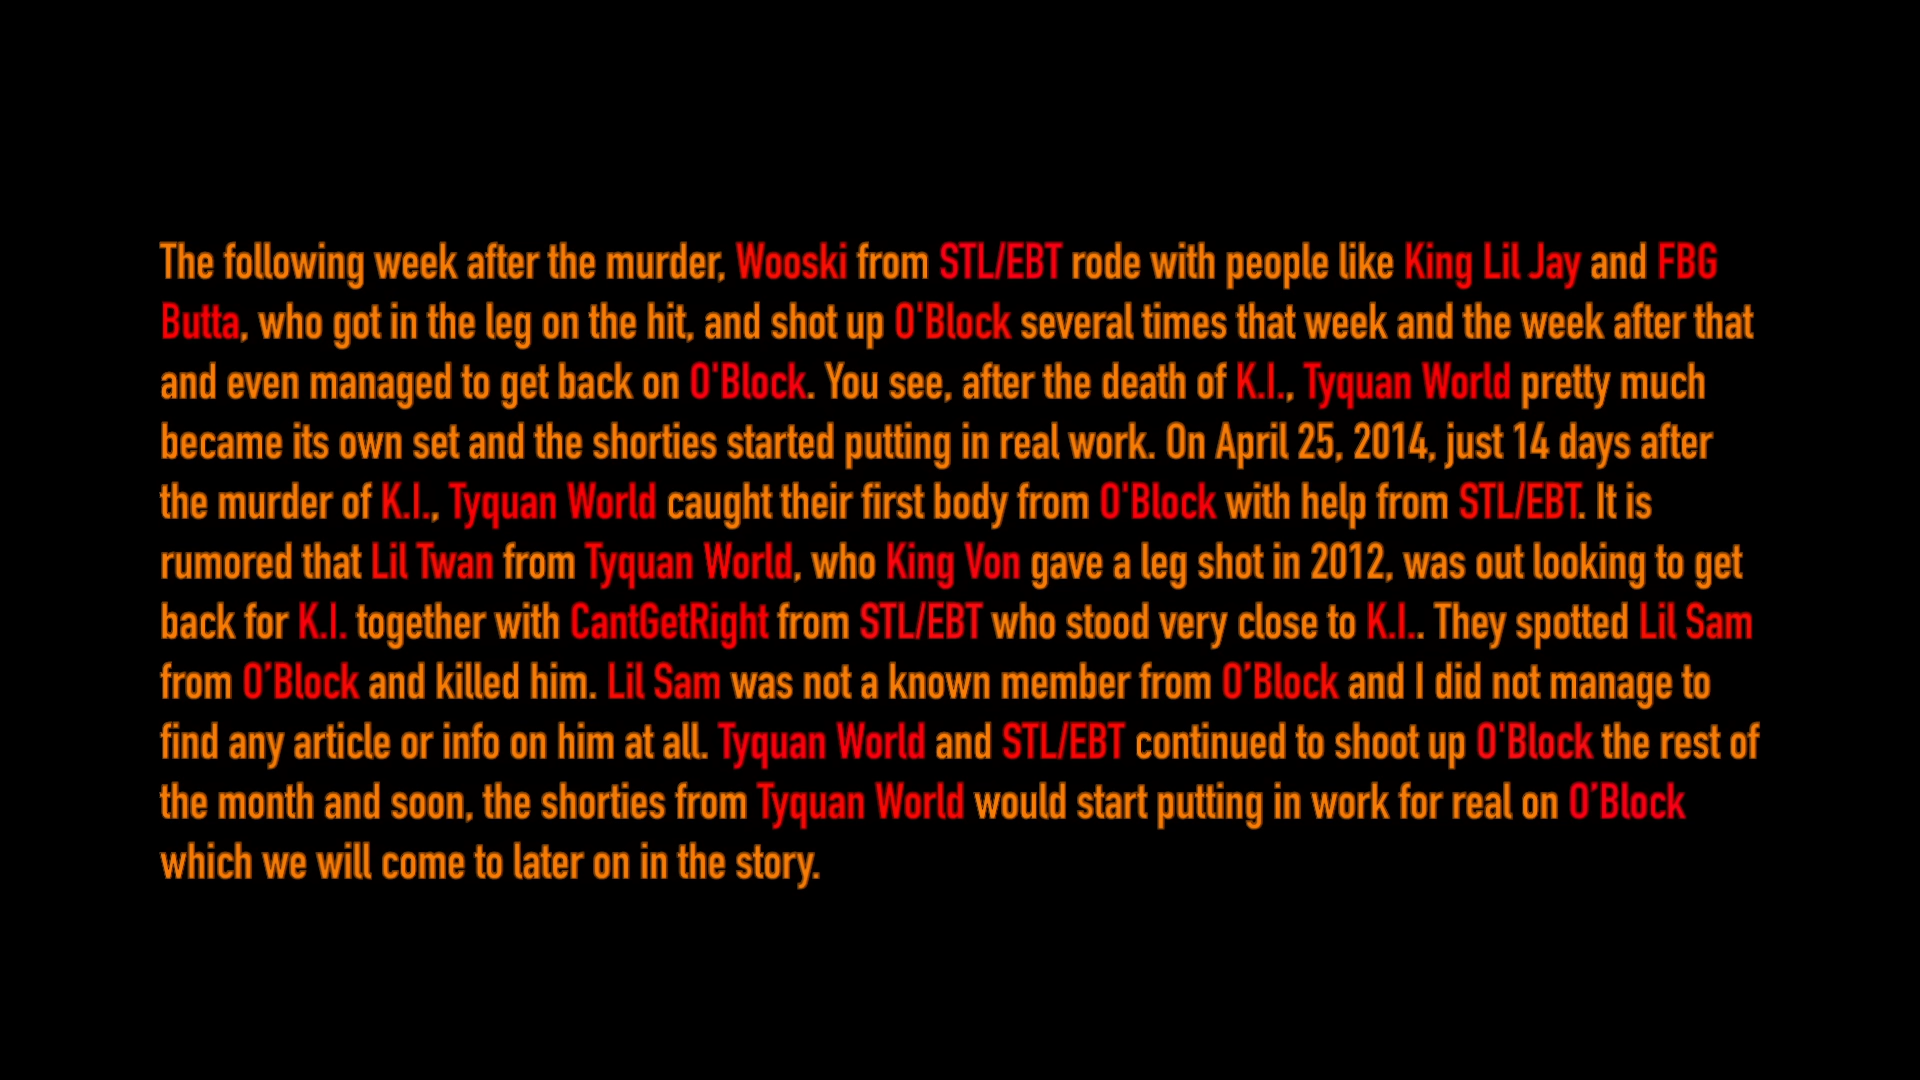 The following week after the murder, Wooski from STL/EBT rode with people like King Lil Jay and FBG
Butta, who got in the leg on the hit, and shot up O'Block several times that week and the week after that
and even managed to get back on O'Block. You see, after the death of K.I., Tyquan World pretty much
became its own set and the shorties started putting in real work. On April 25, 2014, just 14 days after
the murder of K.I., Tyquan World caught their first body from O'Block with help from STL/EBT. It is
rumored that Lil Twan from Tyquan World, who King Von gave a leg shot in 2012, was out looking to get
back for K.I. together with CantGetRight from STL/EBT who stood very close to K.I.. They spotted Lil Sam
from O’Block and killed him. Lil Sam was not a known member from O’Block and I did not manage to
find any article or info on him at all. Tyquan World and STL/EBT continued to shoot up O'Block the rest of
the month and soon, the shorties from Tyquan World would start putting in work for real on O’Block
which we will come to later on in the story.